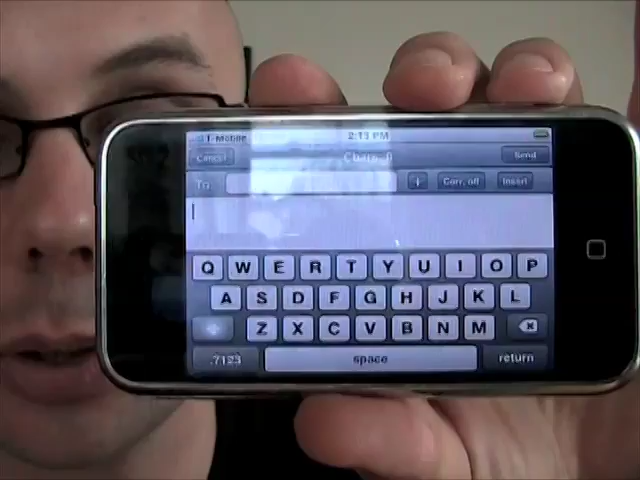 T-Mobile 2:13 PM
Cancel Chars: 0 Send
To: + Corr. off Insert
Q W E R T Y U I O P
A S D F G H J K L
Z X C V B N M
.?123 space return